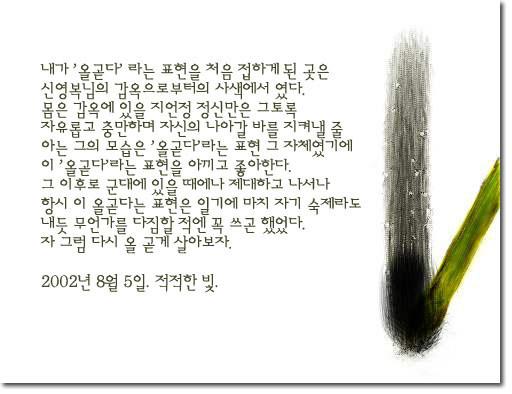 내가 '올곧다' 라는 표현을 처음 접하게 된 곳은
신영복님의 감옥으로부터의 사색에서 였다.
몸은 감옥에 있을 지언정 정신만은 그토록
자유롭고 충만하며 자신의 나아갈 바를 지켜낼 줄
아는 그의 모습은 '올곧다'라는 표현 그 자체였기에
이 '올곧다'라는 표현을 아끼고 좋아한다.
그 이후로 군대에 있을 때에나 제대하고 나서나
항시 이 올곧다는 표현은 일기에 마치 자기 숙제라도
내듯 무언가를 다짐할 적엔 꼭 쓰곤 했었다.
자 그럼 다시 올 곧게 살아보자.
2002년 8월 5일. 적적한 빛.